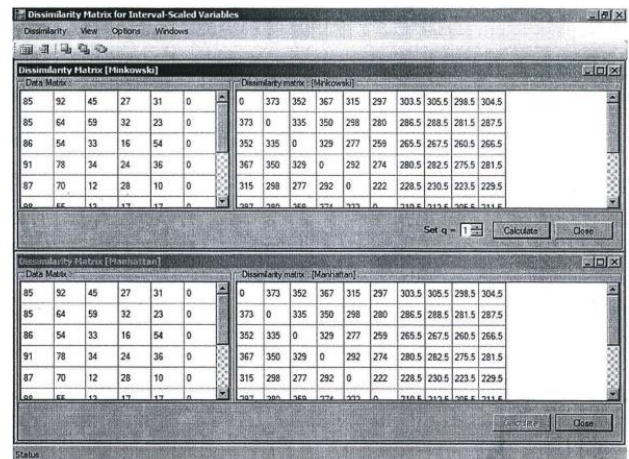 Dissimilarity Matrix for Interval-Scaled Variables
Dissimilarity View Options Windows
Dissimilarity Matrix [Minkowski]
Data Matrix : Dissimilarity matrix : [Minkowski]
85 92 45 27 31 0 0 373 352 367 315 297 303.5 305.5 298.5 304.5
85 64 59 32 23 0 373 0 335 350 298 280 286.5 288.5 281.5 287.5
86 54 33 16 54 0 352 335 0 329 277 259 265.5 267.5 260.5 266.5
91 78 34 24 36 0 367 350 329 0 292 274 280.5 282.5 275.5 281.5
87 70 12 28 10 0 315 298 277 292 0 222 228.5 230.5 223.5 229.5
Set q = 1 Calculate Close
Dissimilarity Matrix [Manhattan]
Data Matrix : Dissimilarity matrix : [Manhattan]
85 92 45 27 31 0 0 373 352 367 315 297 303.5 305.5 298.5 304.5
85 64 59 32 23 0 373 0 335 350 298 280 286.5 288.5 281.5 287.5
86 54 33 16 54 0 352 335 0 329 277 259 265.5 267.5 260.5 266.5
91 78 34 24 36 0 367 350 329 0 292 274 280.5 282.5 275.5 281.5
87 70 12 28 10 0 315 298 277 292 0 222 228.5 230.5 223.5 229.5
Calculate Close
Status